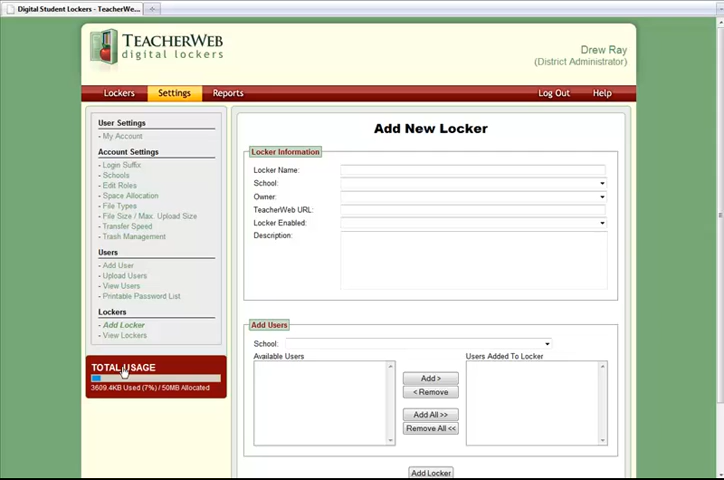 Digital Student Lockers - TeacherWe...
TEACHERWEB
digital lockers
Drew Ray
(District Administrator)
Lockers
Settings
Reports
Log Out
Help
User Settings
- My Account
Account Settings
- Login Suffix
- Schools
- Edit Roles
- Space Allocation
- File Types
- File Size / Max. Upload Size
- Transfer Speed
- Trash Management
Users
- Add User
- Upload Users
- View Users
- Printable Password List
Lockers
- Add Locker
- View Lockers
TOTAL USAGE
3609.4KB Used (7%) / 50MB Allocated
Add New Locker
Locker Information
Locker Name:
School:
Owner:
TeacherWeb URL:
Locker Enabled:
Description:
Add Users
School:
Available Users
Users Added To Locker
Add >
< Remove
Add All >>
Remove All <<
Add Locker